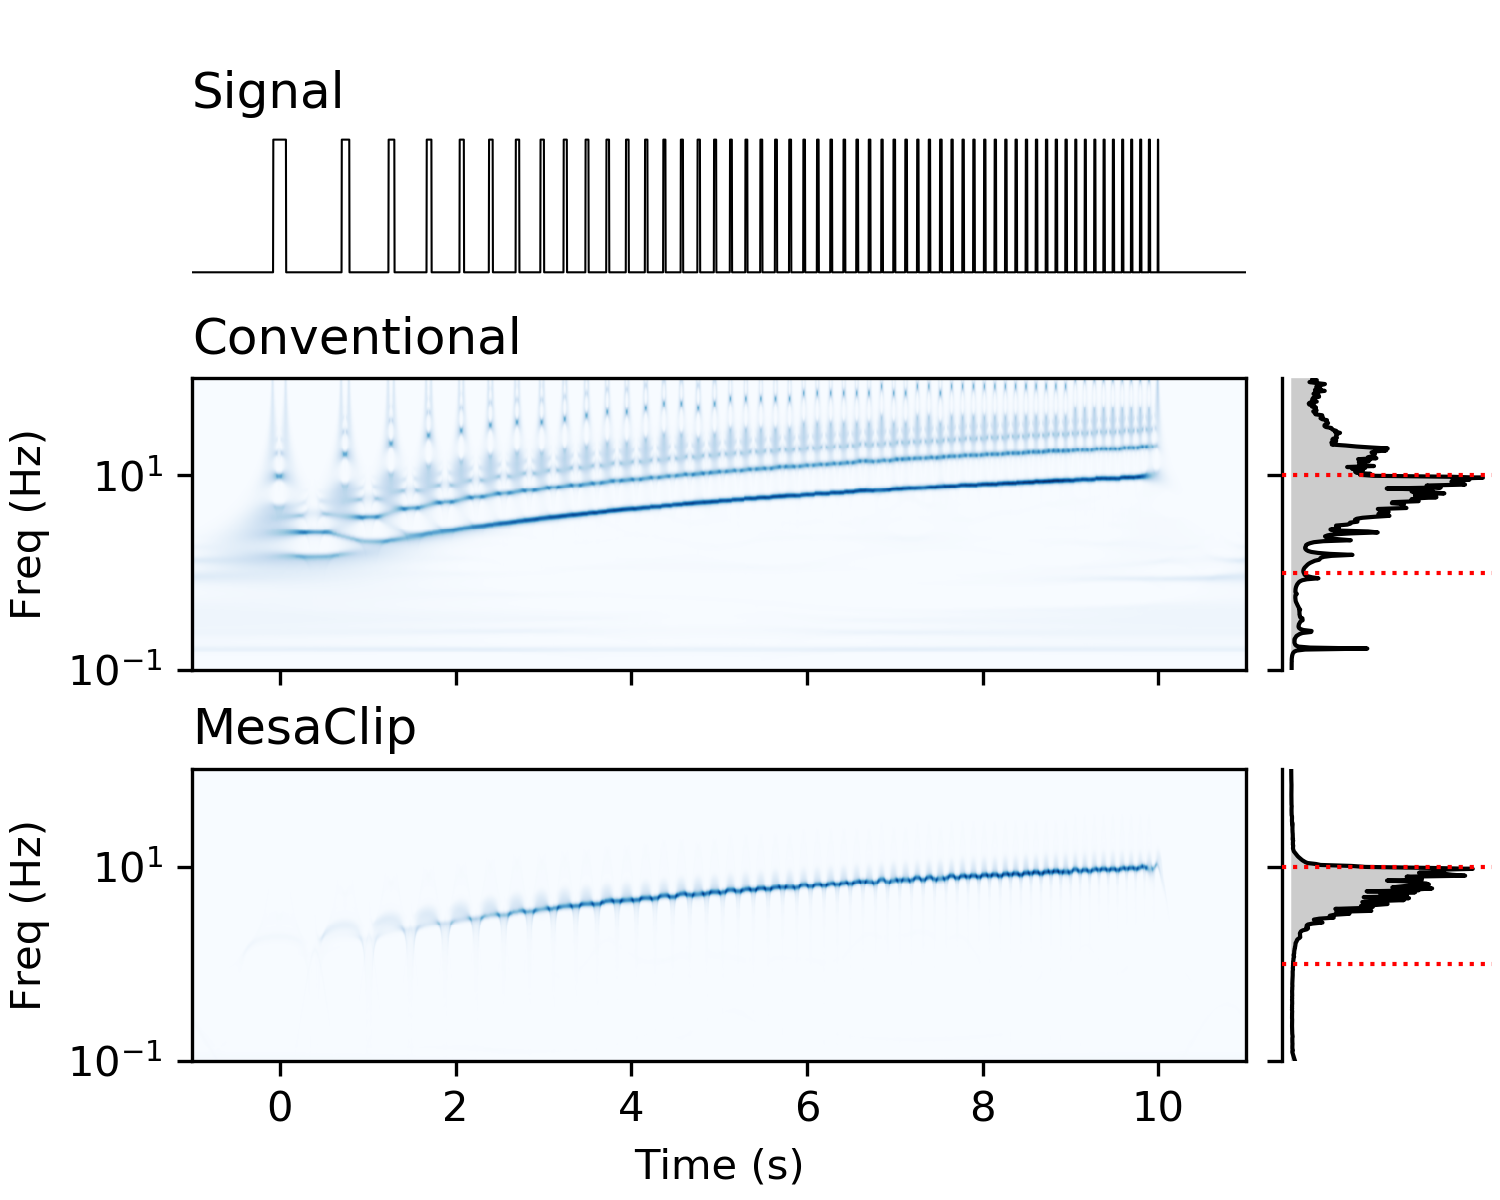 Signal
Conventional
Freq (Hz)
10¹
10⁻¹
MesaClip
Freq (Hz)
10¹
10⁻¹
0 2 4 6 8 10
Time (s)